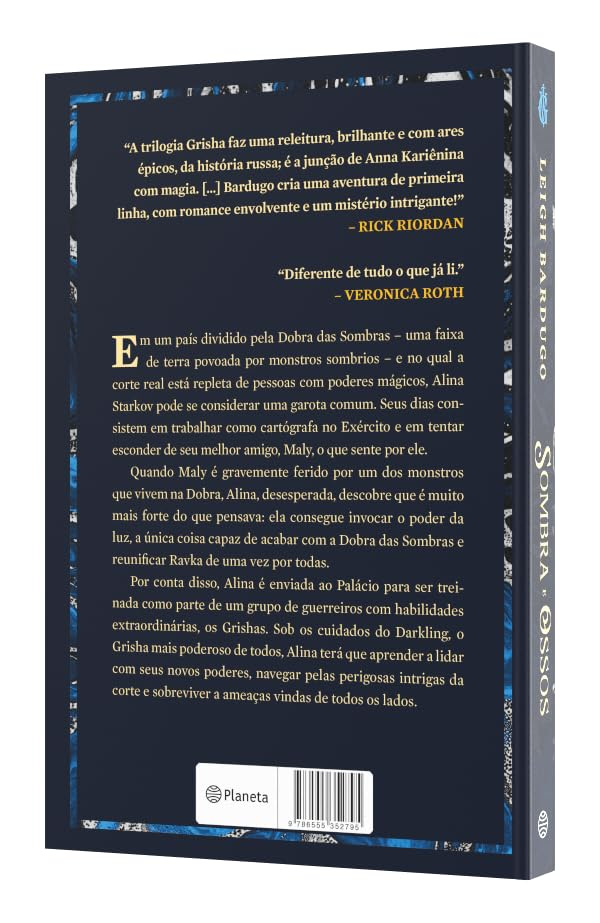 “A trilogia Grisha faz uma releitura, brilhante e com ares
épicos, da história russa; é a junção de Anna Kariênina
com magia. [...] Bardugo cria uma aventura de primeira
linha, com romance envolvente e um mistério intrigante!”
– RICK RIORDAN
“Diferente de tudo o que já li.”
– VERONICA ROTH
Em um país dividido pela Dobra das Sombras – uma faixa
de terra povoada por monstros sombrios – e no qual a
corte real está repleta de pessoas com poderes mágicos, Alina
Starkov pode se considerar uma garota comum. Seus dias con-
sistem em trabalhar como cartógrafa no Exército e em tentar
esconder de seu melhor amigo, Maly, o que sente por ele.
Quando Maly é gravemente ferido por um dos monstros
que vivem na Dobra, Alina, desesperada, descobre que é muito
mais forte do que pensava: ela consegue invocar o poder da
luz, a única coisa capaz de acabar com a Dobra das Sombras e
reunificar Ravka de uma vez por todas.
Por conta disso, Alina é enviada ao Palácio para ser trei-
nada como parte de um grupo de guerreiros com habilidades
extraordinárias, os Grishas. Sob os cuidados do Darkling, o
Grisha mais poderoso de todos, Alina terá que aprender a lidar
com seus novos poderes, navegar pelas perigosas intrigas da
corte e sobreviver a ameaças vindas de todos os lados.
Planeta
9 786555 352795
LEIGH BARDUGO
SOMBRA E OSSOS